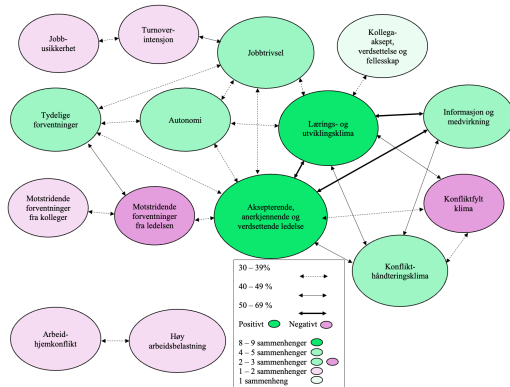 Jobb-
usikkerhet
Turnover-
intensjon
Jobbtrivsel
Kollega-
aksept,
verdsettelse og
fellesskap
Tydelige
forventninger
Autonomi
Lærings- og
utviklingsklima
Informasjon og
medvirkning
Motstridende
forventninger
fra kolleger
Motstridende
forventninger
fra ledelsen
Aksepterende,
anerkjennende og
verdsettende ledelse
Konfliktfylt
klima
Konflikt-
håndteringsklima
Arbeid-
hjemkonflikt
Høy
arbeidsbelastning
30 – 39%
40 – 49 %
50 – 69 %
Positivt Negativt
8 – 9 sammenhenger
4 – 5 sammenhenger
2 – 3 sammenhenger
1 – 2 sammenhenger
1 sammenheng